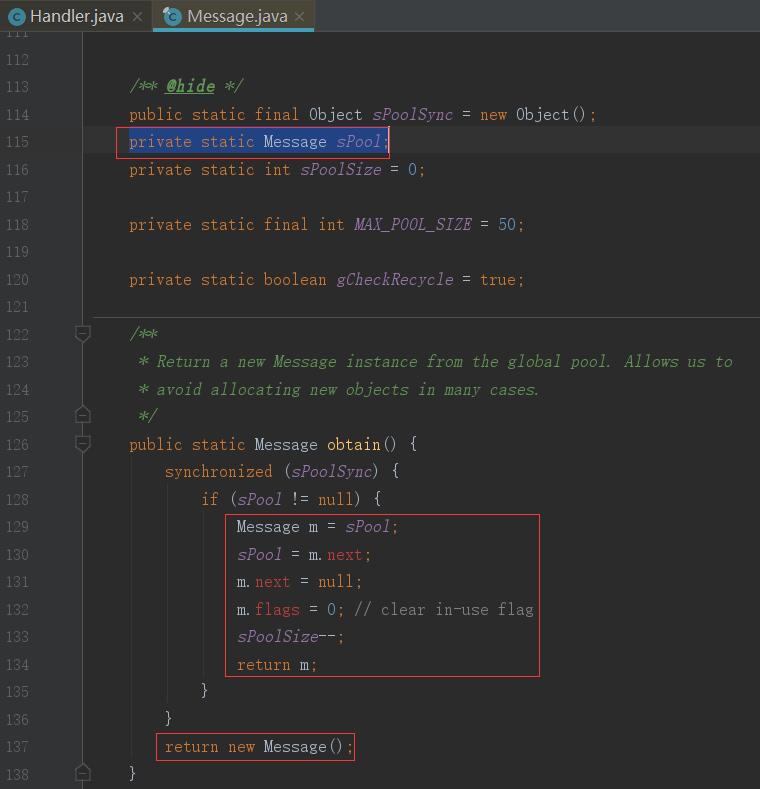 Handler.java
Message.java
111
112
113 /** @hide */
114 public static final Object sPoolSync = new Object();
115 private static Message sPool;
116 private static int sPoolSize = 0;
117
118 private static final int MAX_POOL_SIZE = 50;
119
120 private static boolean gCheckRecycle = true;
121
122 /**
123 * Return a new Message instance from the global pool. Allows us to
124 * avoid allocating new objects in many cases.
125 */
126 public static Message obtain() {
127 synchronized (sPoolSync) {
128 if (sPool != null) {
129 Message m = sPool;
130 sPool = m.next;
131 m.next = null;
132 m.flags = 0; // clear in-use flag
133 sPoolSize--;
134 return m;
135 }
136 }
137 return new Message();
138 }